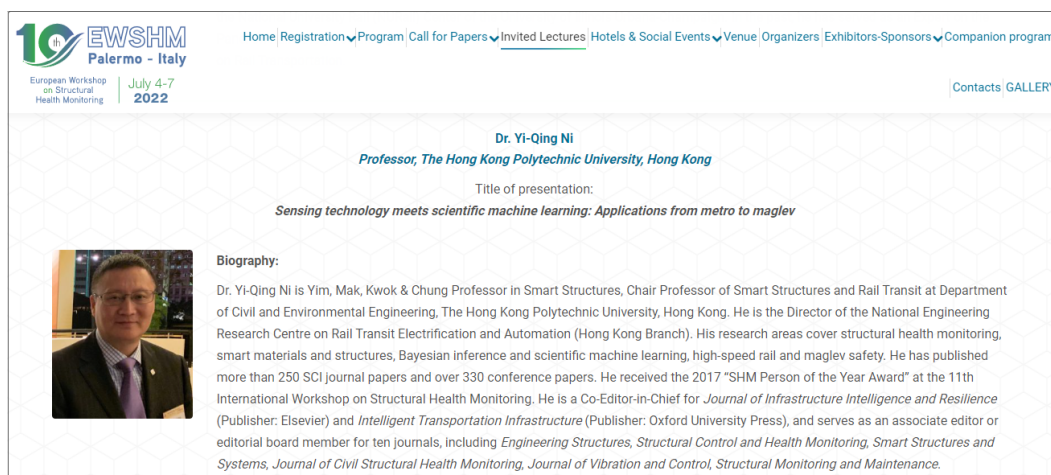 10th EWSHM
Palermo - Italy
European Workshop
on Structural
Health Monitoring
July 4-7
2022
Home Registration Program Call for Papers Invited Lectures Hotels & Social Events Venue Organizers Exhibitors-Sponsors Companion program
Contacts GALLERY
Dr. Yi-Qing Ni
Professor, The Hong Kong Polytechnic University, Hong Kong
Title of presentation:
Sensing technology meets scientific machine learning: Applications from metro to maglev
Biography:
Dr. Yi-Qing Ni is Yim, Mak, Kwok & Chung Professor in Smart Structures, Chair Professor of Smart Structures and Rail Transit at Department
of Civil and Environmental Engineering, The Hong Kong Polytechnic University, Hong Kong. He is the Director of the National Engineering
Research Centre on Rail Transit Electrification and Automation (Hong Kong Branch). His research areas cover structural health monitoring,
smart materials and structures, Bayesian inference and scientific machine learning, high-speed rail and maglev safety. He has published
more than 250 SCI journal papers and over 330 conference papers. He received the 2017 “SHM Person of the Year Award” at the 11th
International Workshop on Structural Health Monitoring. He is a Co-Editor-in-Chief for Journal of Infrastructure Intelligence and Resilience
(Publisher: Elsevier) and Intelligent Transportation Infrastructure (Publisher: Oxford University Press), and serves as an associate editor or
editorial board member for ten journals, including Engineering Structures, Structural Control and Health Monitoring, Smart Structures and
Systems, Journal of Civil Structural Health Monitoring, Journal of Vibration and Control, Structural Monitoring and Maintenance.